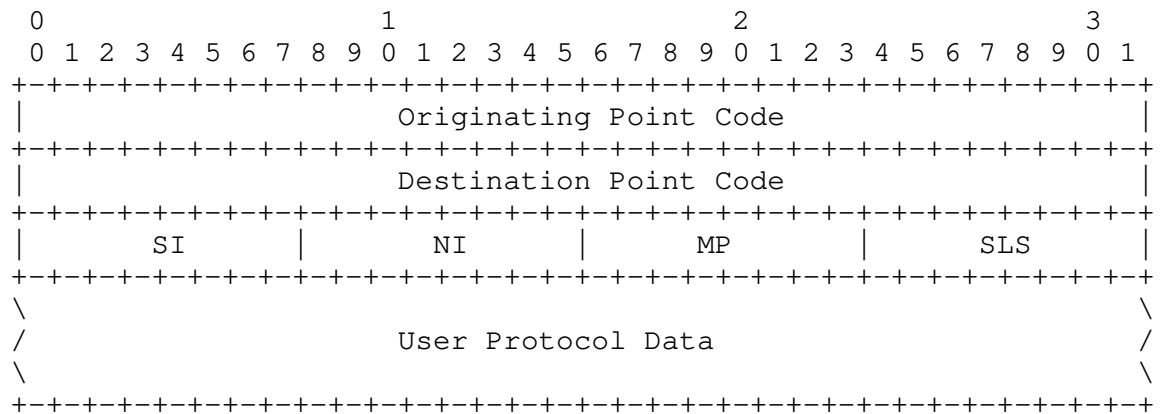 0                   1                   2                   3
 0 1 2 3 4 5 6 7 8 9 0 1 2 3 4 5 6 7 8 9 0 1 2 3 4 5 6 7 8 9 0 1
+-+-+-+-+-+-+-+-+-+-+-+-+-+-+-+-+-+-+-+-+-+-+-+-+-+-+-+-+-+-+-+-+
|                     Originating Point Code                    |
+-+-+-+-+-+-+-+-+-+-+-+-+-+-+-+-+-+-+-+-+-+-+-+-+-+-+-+-+-+-+-+-+
|                     Destination Point Code                    |
+-+-+-+-+-+-+-+-+-+-+-+-+-+-+-+-+-+-+-+-+-+-+-+-+-+-+-+-+-+-+-+-+
|       SI      |       NI      |      MP       |      SLS      |
+-+-+-+-+-+-+-+-+-+-+-+-+-+-+-+-+-+-+-+-+-+-+-+-+-+-+-+-+-+-+-+-+
\                                                               \
/                     User Protocol Data                        /
\                                                               \
+-+-+-+-+-+-+-+-+-+-+-+-+-+-+-+-+-+-+-+-+-+-+-+-+-+-+-+-+-+-+-+-+